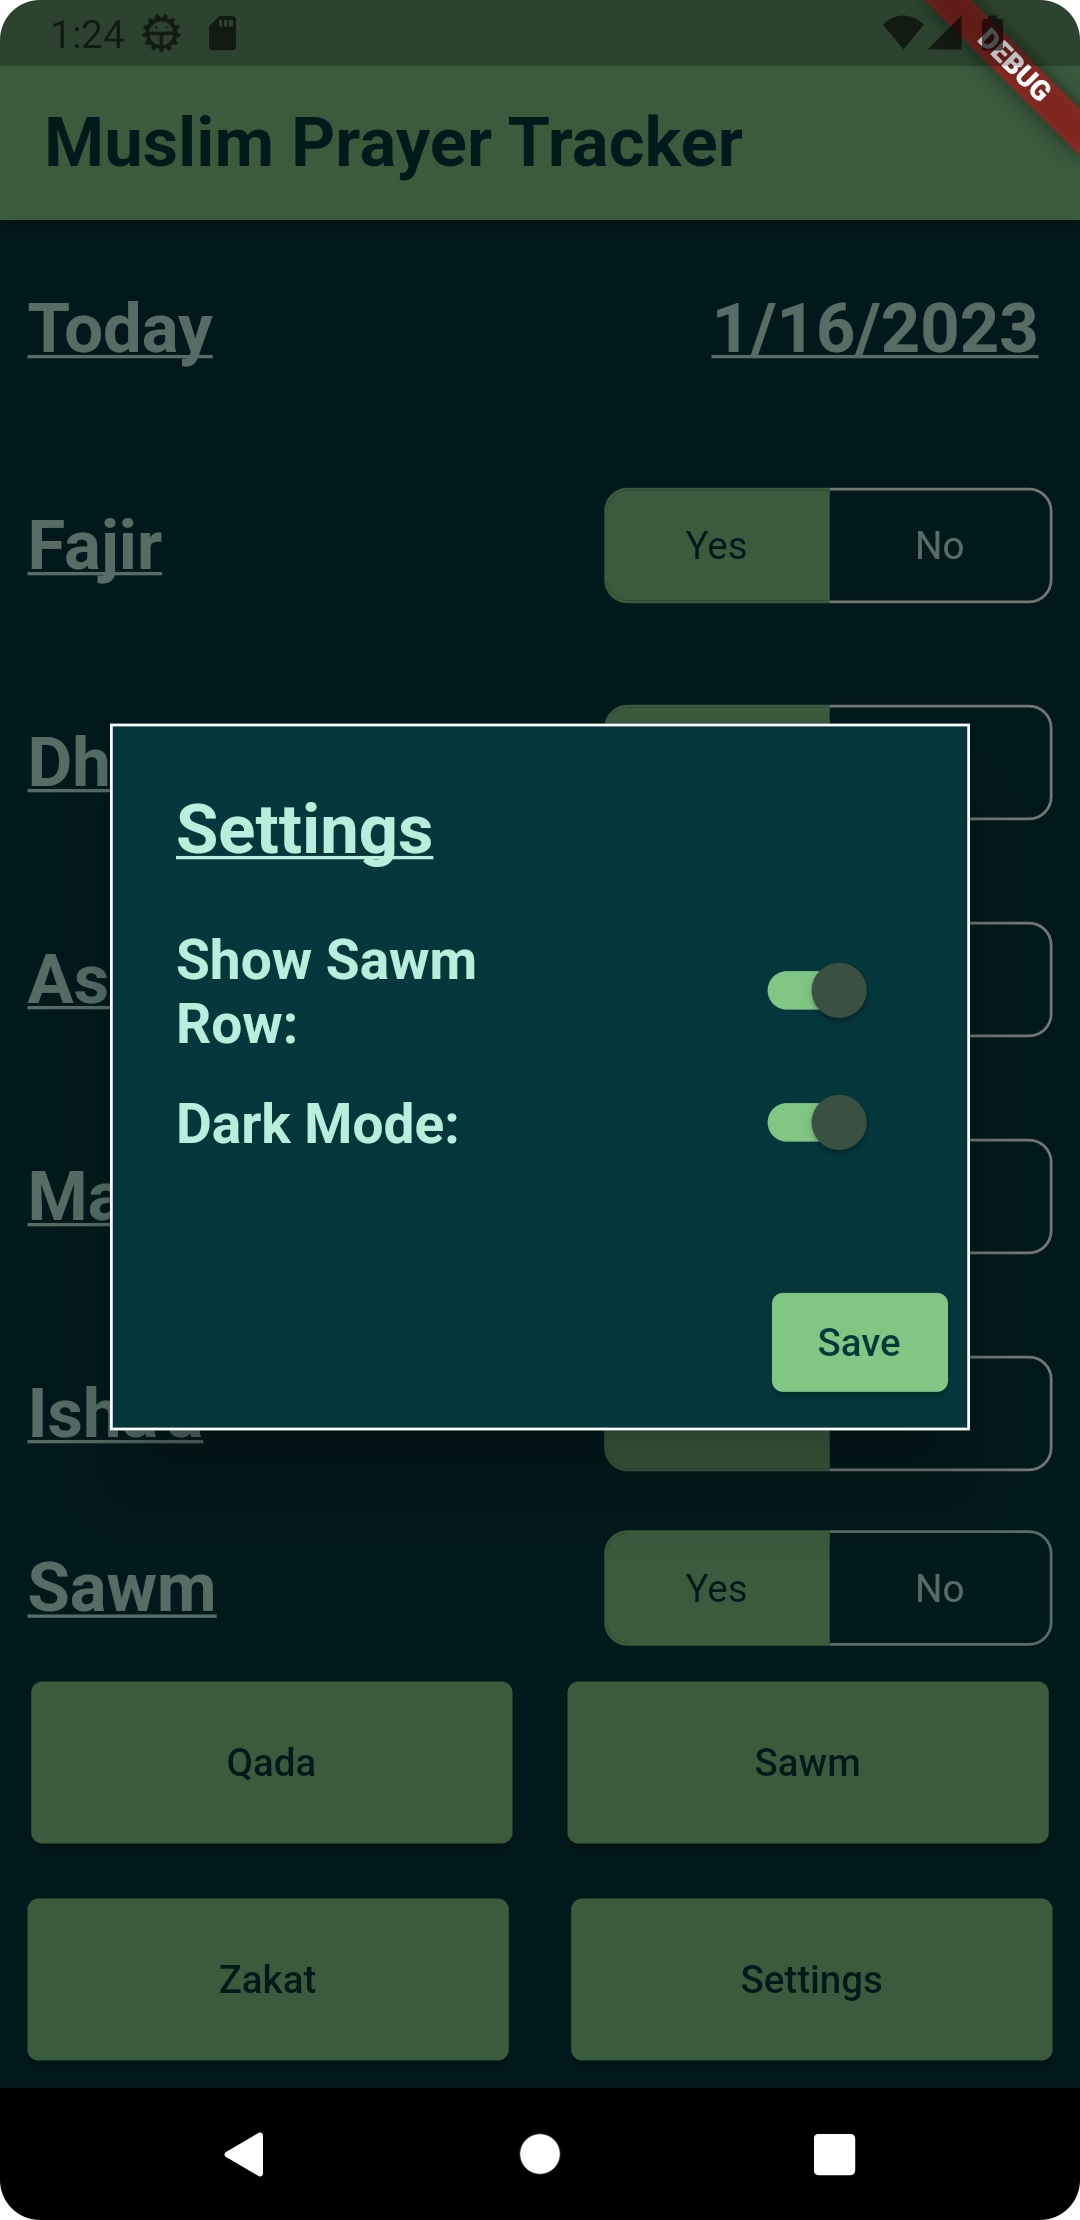 1:24
DEBUG
Muslim Prayer Tracker
Today 1/16/2023
Fajir Yes No
Dh
Settings
Show Sawm
Row:
As
Dark Mode:
Ma
Save
Ish
Sawm Yes No
Qada Sawm
Zakat Settings